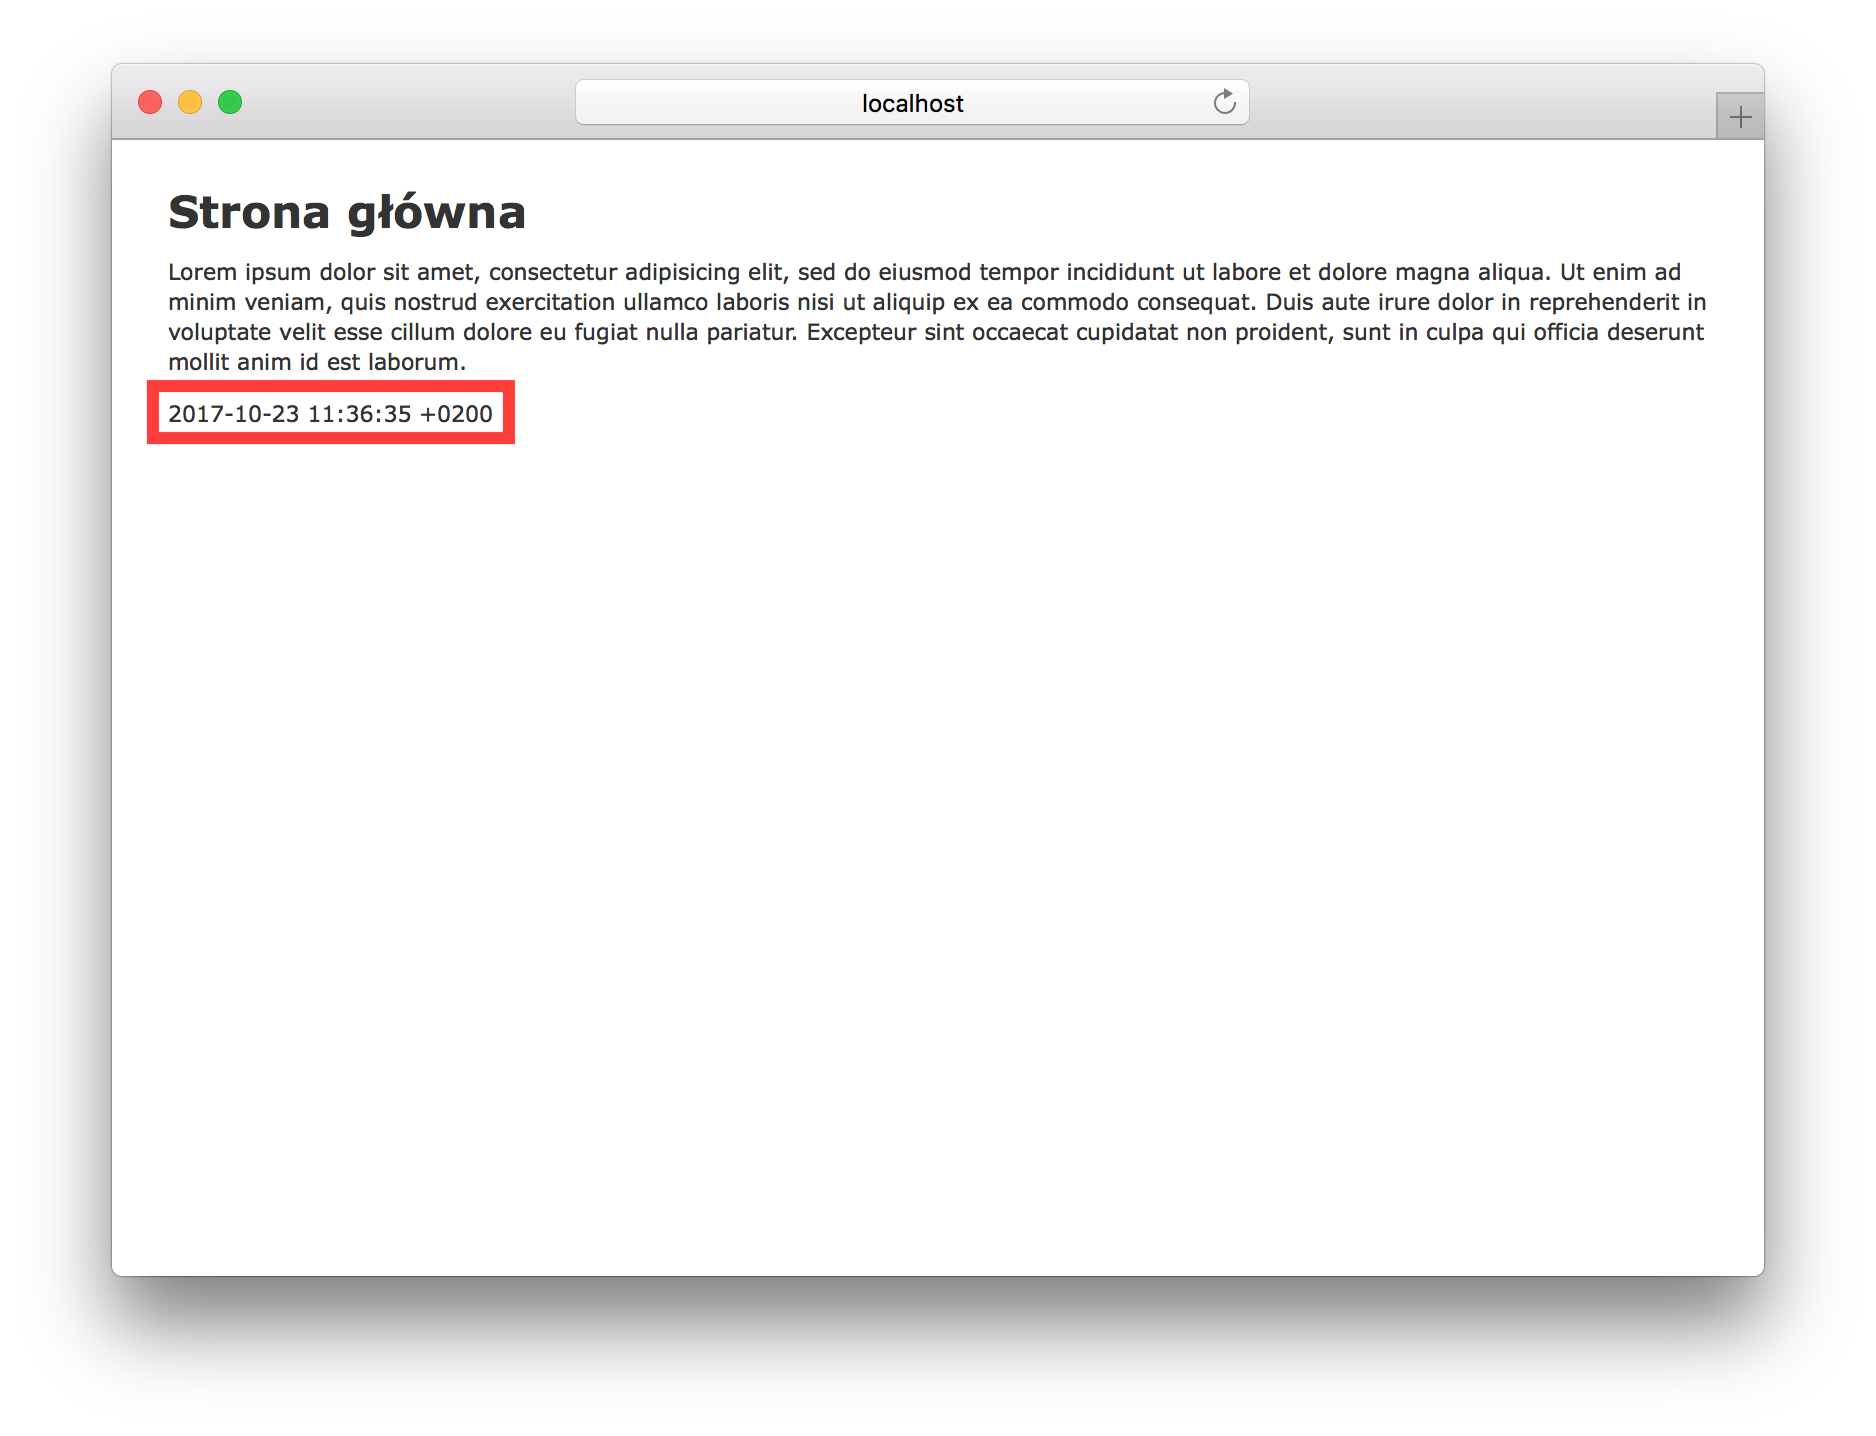 localhost
Strona główna
Lorem ipsum dolor sit amet, consectetur adipisicing elit, sed do eiusmod tempor incididunt ut labore et dolore magna aliqua. Ut enim ad
minim veniam, quis nostrud exercitation ullamco laboris nisi ut aliquip ex ea commodo consequat. Duis aute irure dolor in reprehenderit in
voluptate velit esse cillum dolore eu fugiat nulla pariatur. Excepteur sint occaecat cupidatat non proident, sunt in culpa qui officia deserunt
mollit anim id est laborum.
2017-10-23 11:36:35 +0200